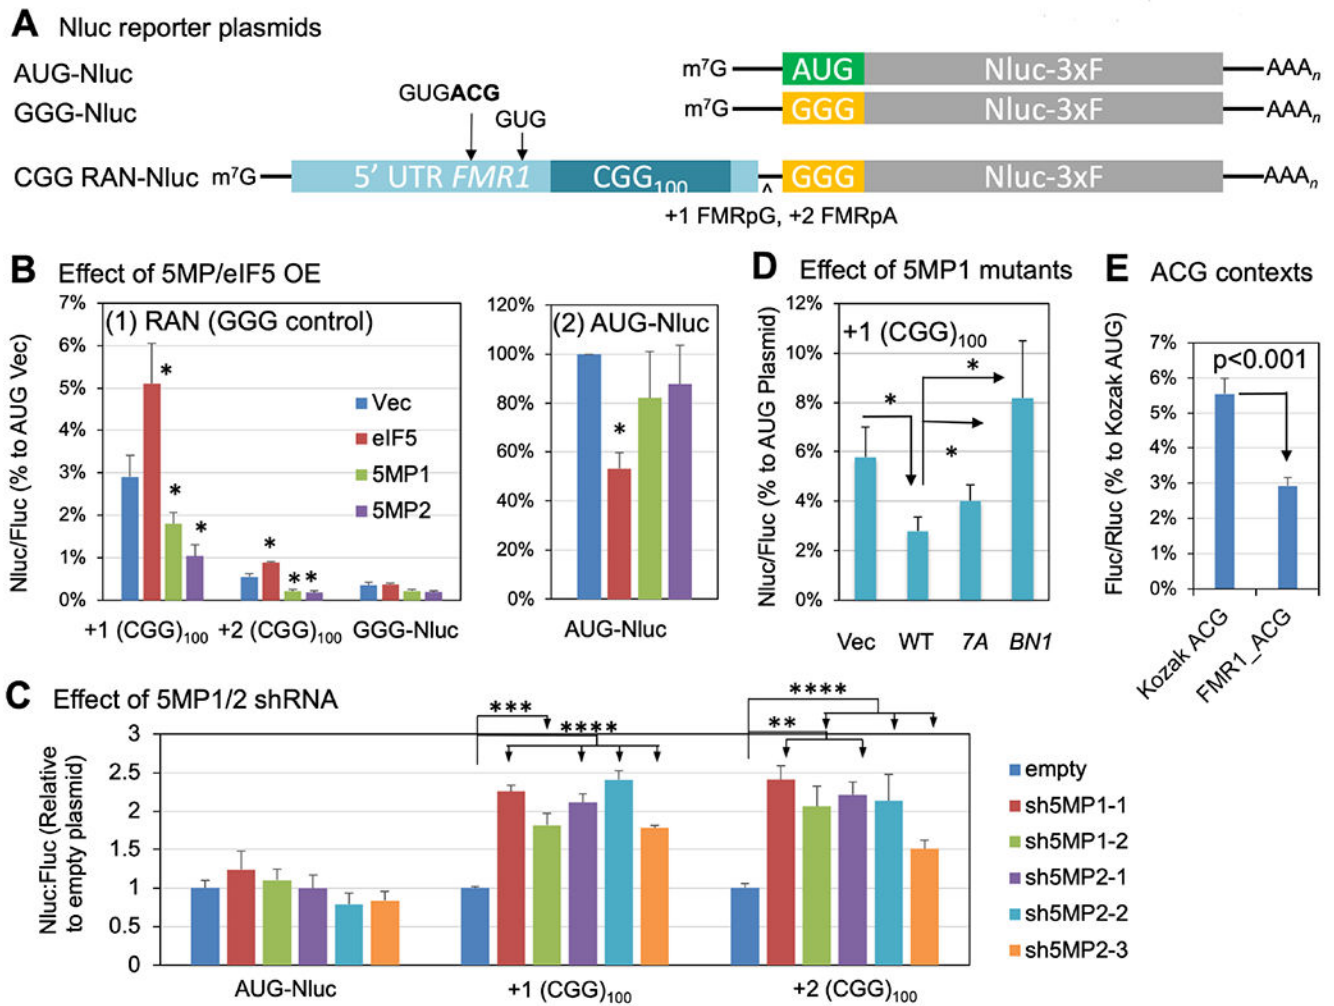 A Nluc reporter plasmids
AUG-Nluc
m⁷G AUG Nluc-3xF AAAₙ
GGG-Nluc
GUGACG
m⁷G GGG Nluc-3xF AAAₙ
GUG
CGG RAN-Nluc m⁷G 5' UTR FMR1 CGG₁₀₀ ^ GGG Nluc-3xF AAAₙ
+1 FMRpG, +2 FMRpA
B Effect of 5MP/eIF5 OE
Nluc/Fluc (% to AUG Vec)
7%
6%
5%
4%
3%
2%
1%
0%
(1) RAN (GGG control)
*
*
*
*
* *
Vec
eIF5
5MP1
5MP2
+1 (CGG)₁₀₀
+2 (CGG)₁₀₀
GGG-Nluc
120%
100%
80%
60%
40%
20%
0%
(2) AUG-Nluc
*
AUG-Nluc
D Effect of 5MP1 mutants
Nluc/Fluc (% to AUG Plasmid)
12%
10%
8%
6%
4%
2%
0%
+1 (CGG)₁₀₀
*
*
*
Vec
WT
7A
BN1
E ACG contexts
Fluc/Rluc (% to Kozak AUG)
7%
6%
5%
4%
3%
2%
1%
0%
p<0.001
Kozak ACG
FMR1_ACG
C Effect of 5MP1/2 shRNA
Nluc:Fluc (Relative
to empty plasmid)
3
2.5
2
1.5
1
0.5
0
***
****
****
**
AUG-Nluc
+1 (CGG)₁₀₀
+2 (CGG)₁₀₀
empty
sh5MP1-1
sh5MP1-2
sh5MP2-1
sh5MP2-2
sh5MP2-3